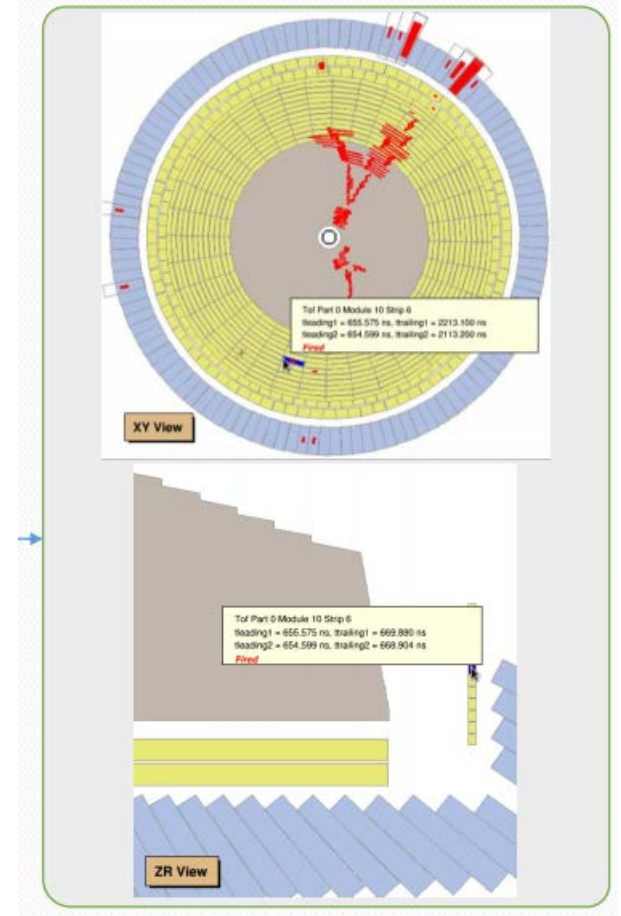 Tof Part 0 Module 10 Strip 6
tleading1 = 655.575 ns, ttrailing1 = 2213.100 ns
tleading2 = 654.599 ns, ttrailing2 = 2113.200 ns
Fired
XY View
Tof Part 0 Module 10 Strip 6
tleading1 = 655.575 ns, ttrailing1 = 669.880 ns
tleading2 = 654.599 ns, ttrailing2 = 668.904 ns
Fired
ZR View